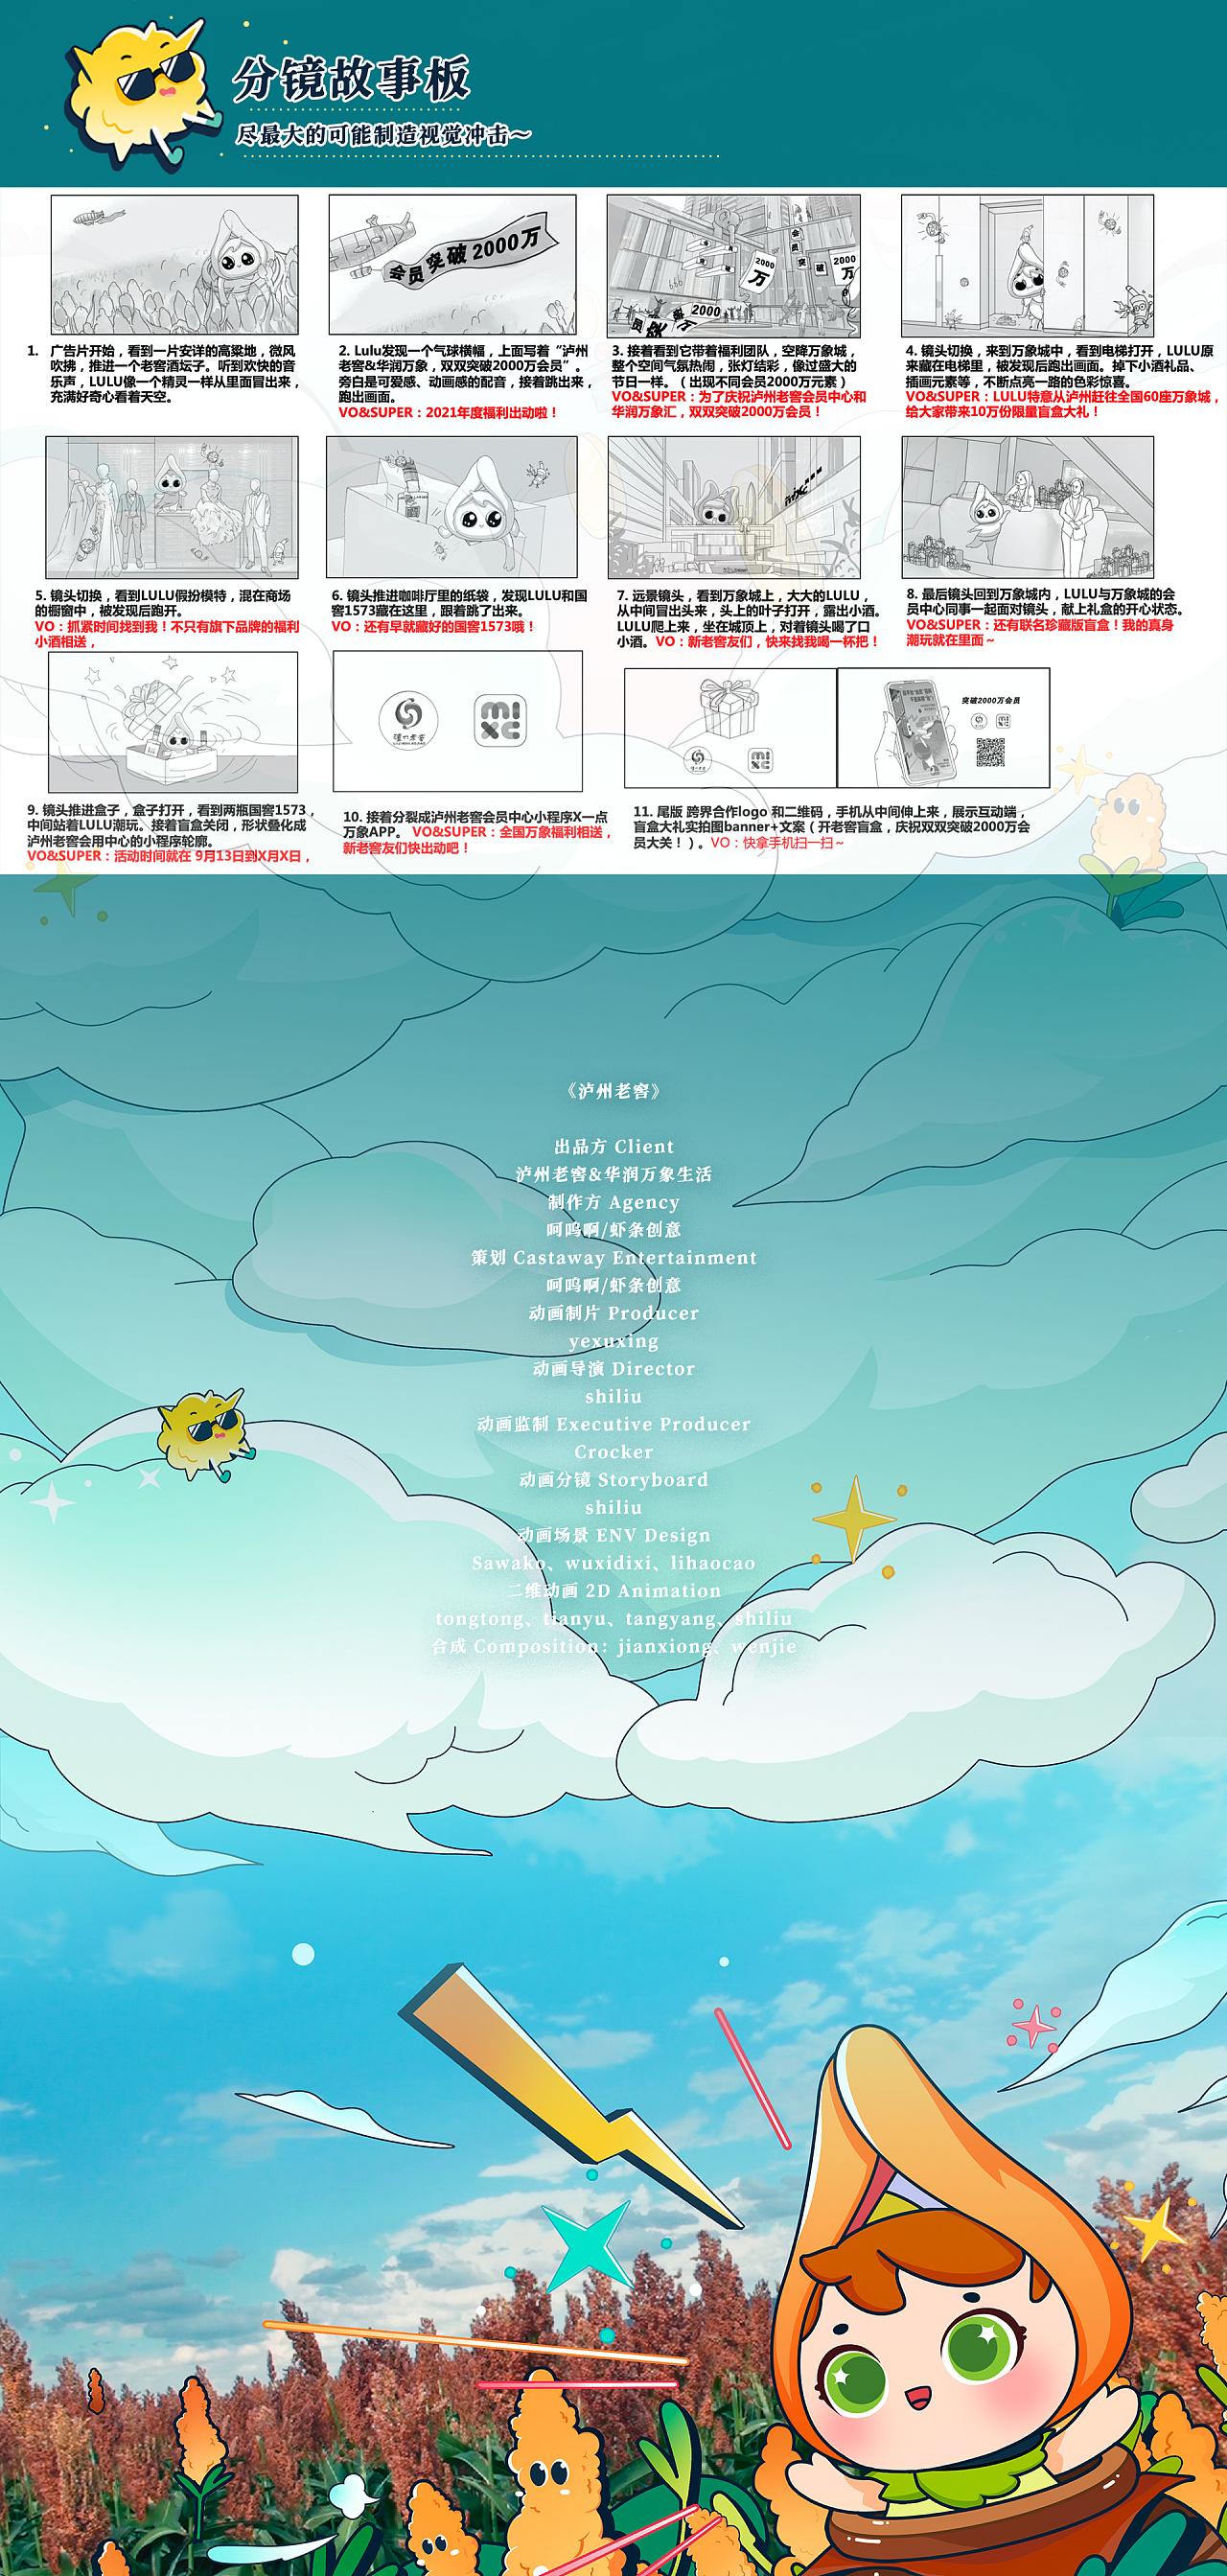 分镜故事板
尽最大的可能制造视觉冲击～
会员突破2000万
2000
万
会
员
突
破
2000
万
2000
员
1. 广告片开始，看到一片安详的高粱地，微风
吹拂，推进一个老窖酒坛子。听到欢快的音
乐声，LULU像一个精灵一样从里面冒出来，
充满好奇心看着天空。
2. Lulu发现一个气球横幅，上面写着“泸州
老窖&华润万象，双双突破2000万会员”。
旁白是可爱感、动画感的配音，接着跳出来，
跑出画面。
VO&SUPER：2021年度福利出动啦！
3. 接着看到它带着福利团队，空降万象城，
整个空间气氛热闹，张灯结彩，像过盛大的
节日一样。（出现不同会员2000万元素）
VO&SUPER：为了庆祝泸州老窖会员中心和
华润万象汇，双双突破2000万会员！
4. 镜头切换，来到万象城中，看到电梯打开，LULU原
来藏在电梯里，被发现后跑出画面。掉下小酒礼品、
插画元素等，不断点亮一路的色彩惊喜。
VO&SUPER：LULU特意从泸州赶往全国60座万象城，
给大家带来10万份限量盲盒大礼！
5. 镜头切换，看到LULU假扮模特，混在商场
的橱窗中，被发现后跑开。
VO：抓紧时间找到我！不只有旗下品牌的福利
小酒相送，
6. 镜头推进咖啡厅里的纸袋，发现LULU和国
窖1573藏在这里，跟着跳了出来。
VO：还有早就藏好的国窖1573哦！
7. 远景镜头，看到万象城上，大大的LULU，
从中间冒出头来，头上的叶子打开，露出小酒。
LULU爬上来，坐在城顶上，对着镜头喝了口
小酒。VO：新老窖友们，快来找我喝一杯把！
8. 最后镜头回到万象城内，LULU与万象城的会
员中心同事一起面对镜头，献上礼盒的开心状态。
VO&SUPER：还有联名珍藏版盲盒！我的真身
潮玩就在里面~
泸州老窖
MIXC
MIXC
突破2000万会员
9. 镜头推进盒子，盒子打开，看到两瓶国窖1573，
中间站着LULU潮玩。接着盲盒关闭，形状叠化成
泸州老窖会用中心的小程序轮廓。
VO&SUPER：活动时间就在 9月13日到X月X日，
10. 接着分裂成泸州老窖会员中心小程序X一点
万象APP。 VO&SUPER：全国万象福利相送，
新老窖友们快出动吧！
11. 尾版 跨界合作logo 和二维码，手机从中间伸上来，展示互动端，
盲盒大礼实拍图banner+文案（ 开老窖盲盒，庆祝双双突破2000万会
员大关！）。VO：快拿手机扫一扫~
《泸州老窖》
出品方 Client
泸州老窖&华润万象生活
制作方 Agency
呵呜啊/虾条创意
策划 Castaway Entertainment
呵呜啊/虾条创意
动画制片 Producer
yexuxing
动画导演 Director
shiliu
动画监制 Executive Producer
Crocker
动画分镜 Storyboard
shiliu
动画场景 ENV Design
Sawako、wuxidixi、lihaocao
二维动画 2D Animation
tongtong、tianyu、tangyang、shiliu
合成 Composition：jianxiong、wenjie